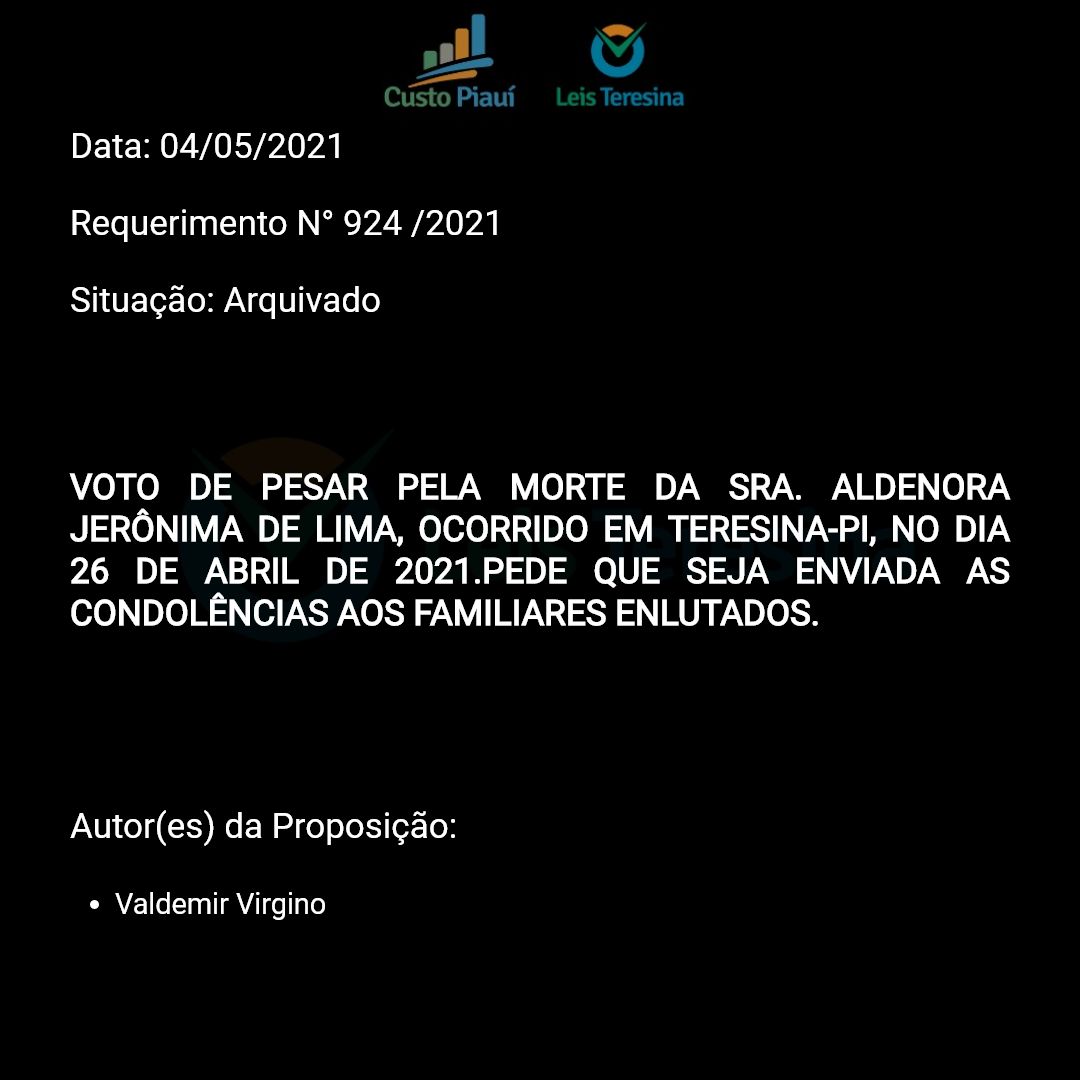 Custo Piauí
Leis Teresina
Data: 04/05/2021
Requerimento N° 924 /2021
Situação: Arquivado
VOTO DE PESAR PELA MORTE DA SRA. ALDENORA
JERÔNIMA DE LIMA, OCORRIDO EM TERESINA-PI, NO DIA
26 DE ABRIL DE 2021.PEDE QUE SEJA ENVIADA AS
CONDOLÊNCIAS AOS FAMILIARES ENLUTADOS.
Leis Teresina
Autor(es) da Proposição:
• Valdemir Virgino